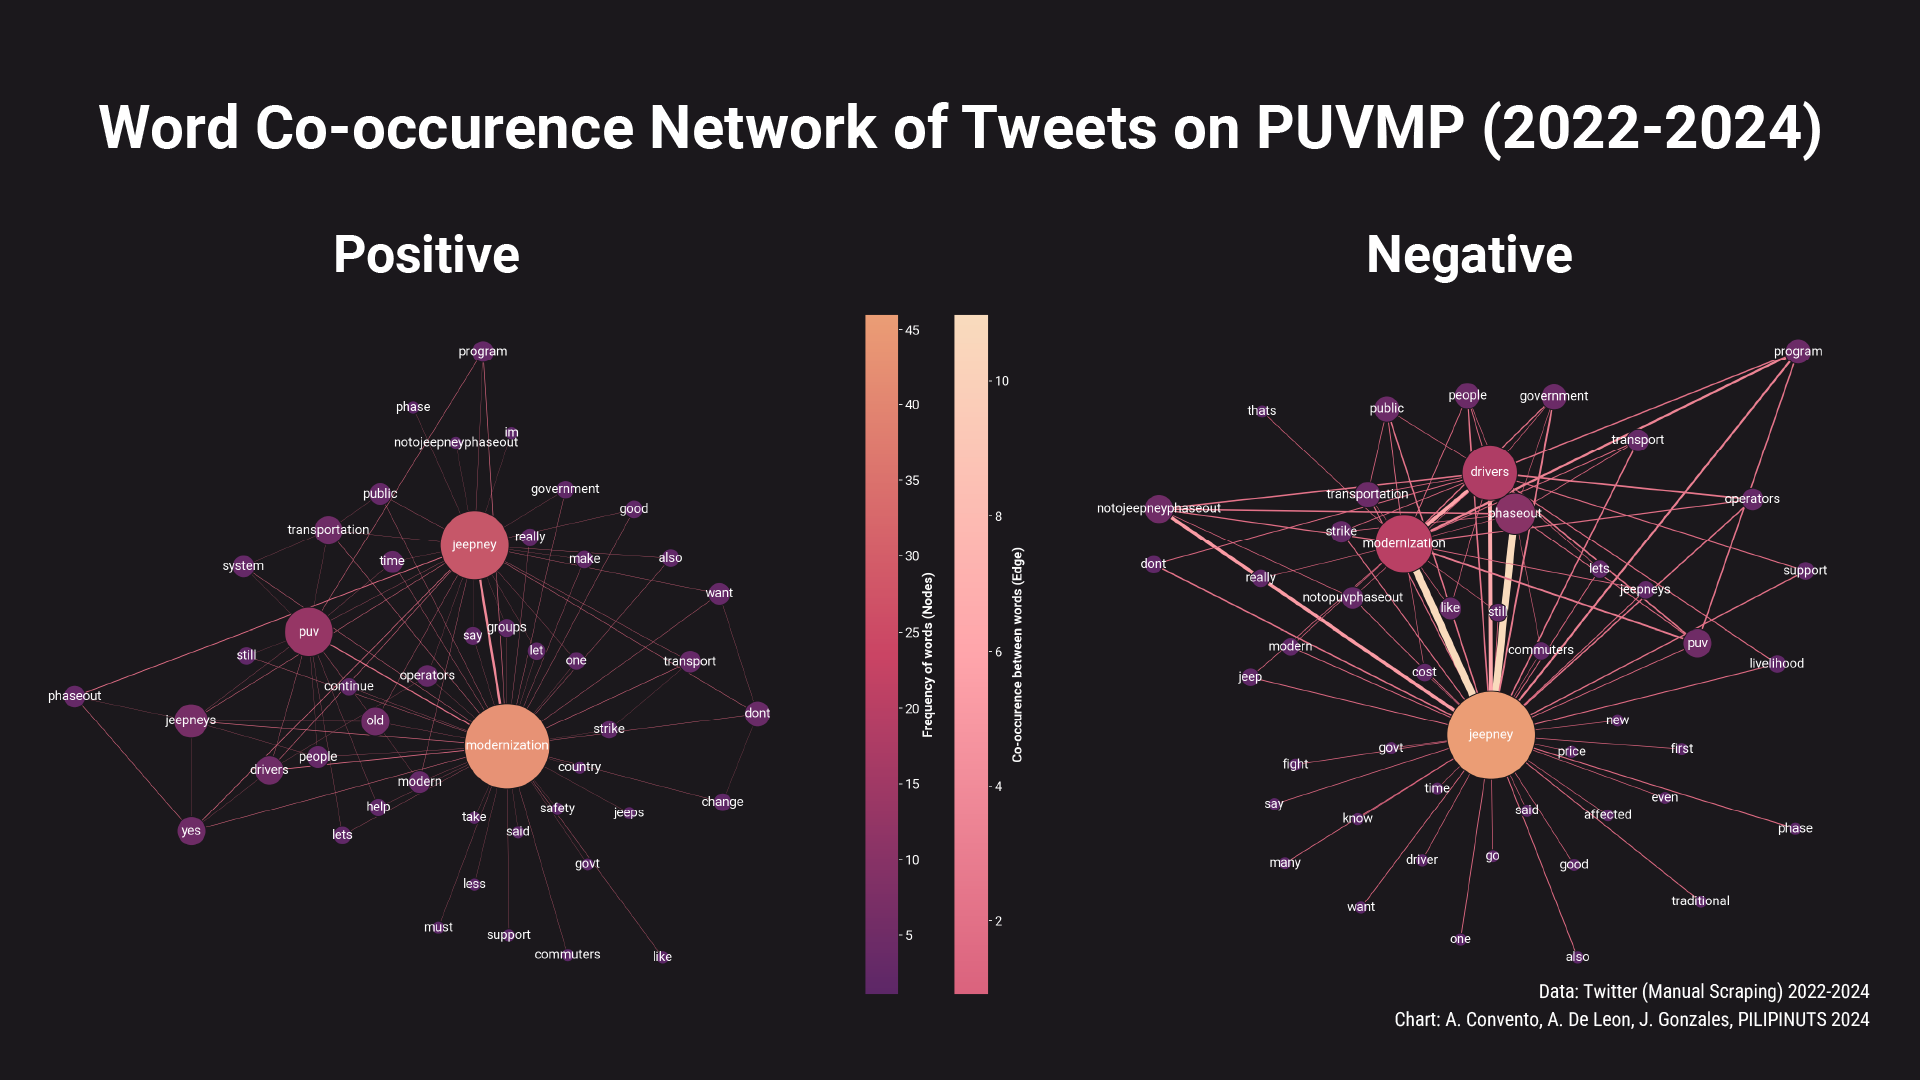 Word Co-occurence Network of Tweets on PUVMP (2022-2024)
Positive
Negative
program
phase
im
notojeepneyphaseout
public
government
good
transportation
really
jeepney
time
make
also
system
want
puv
say
groups
still
let
one
transport
operators
continue
phaseout
jeepneys
old
dont
strike
modernization
people
drivers
country
modern
change
help
safety
jeeps
take
lets
said
yes
govt
less
must
support
commuters
like
45
40
35
30
25
20
15
10
5
Frequency of words (Nodes)
10
8
6
4
2
Co-occurence between words (Edge)
program
people
government
thats
public
transport
drivers
transportation
operators
notojeepneyphaseout
phaseout
strike
modernization
dont
lets
support
really
jeepneys
notopuvphaseout
like
still
modern
commuters
puv
livelihood
cost
jeep
new
jeepney
govt
price
first
fight
time
even
say
said
affected
know
phase
many
driver
go
good
want
traditional
one
also
Data: Twitter (Manual Scraping) 2022-2024
Chart: A. Convento, A. De Leon, J. Gonzales, PILIPINUTS 2024